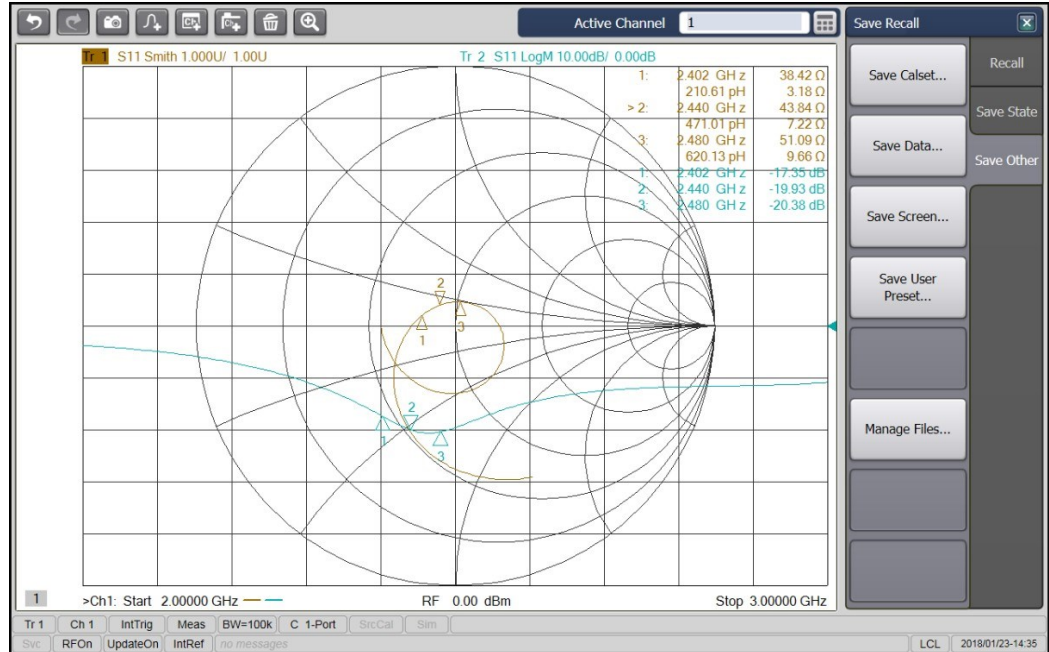 Active Channel 1
Save Recall
Tr 1 S11 Smith 1.000U/ 1.00U
Tr 2 S11 LogM 10.00dB/ 0.00dB
1: 2.402 GHz 38.42 Ω
210.61 pH 3.18 Ω
> 2: 2.440 GHz 43.84 Ω
471.01 pH 7.22 Ω
3: 2.480 GHz 51.09 Ω
620.13 pH 9.66 Ω
1: 2.402 GHz -17.35 dB
2: 2.440 GHz -19.93 dB
3: 2.480 GHz -20.38 dB
2
1
3
2
1
3
1
>Ch1: Start 2.00000 GHz
RF 0.00 dBm
Stop 3.00000 GHz
Save Calset...
Save Data...
Save Screen...
Save User
Preset...
Manage Files...
Recall
Save State
Save Other
Tr 1 Ch 1 IntTrig Meas BW=100k C 1-Port SrcCal Sim
Svc RFOn UpdateOn IntRef no messages LCL 2018/01/23-14:35